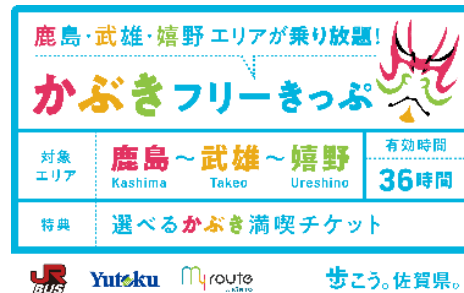 鹿島・武雄・嬉野エリアが乗り放題!
かぶきフリーきっぷ
対象
エリア
鹿島~武雄~嬉野
Kashima Takeo Ureshino
有効時間
36時間
特典
選べるかぶき満喫チケット
JR BUS Yutoku my route 歩こう。佐賀県。